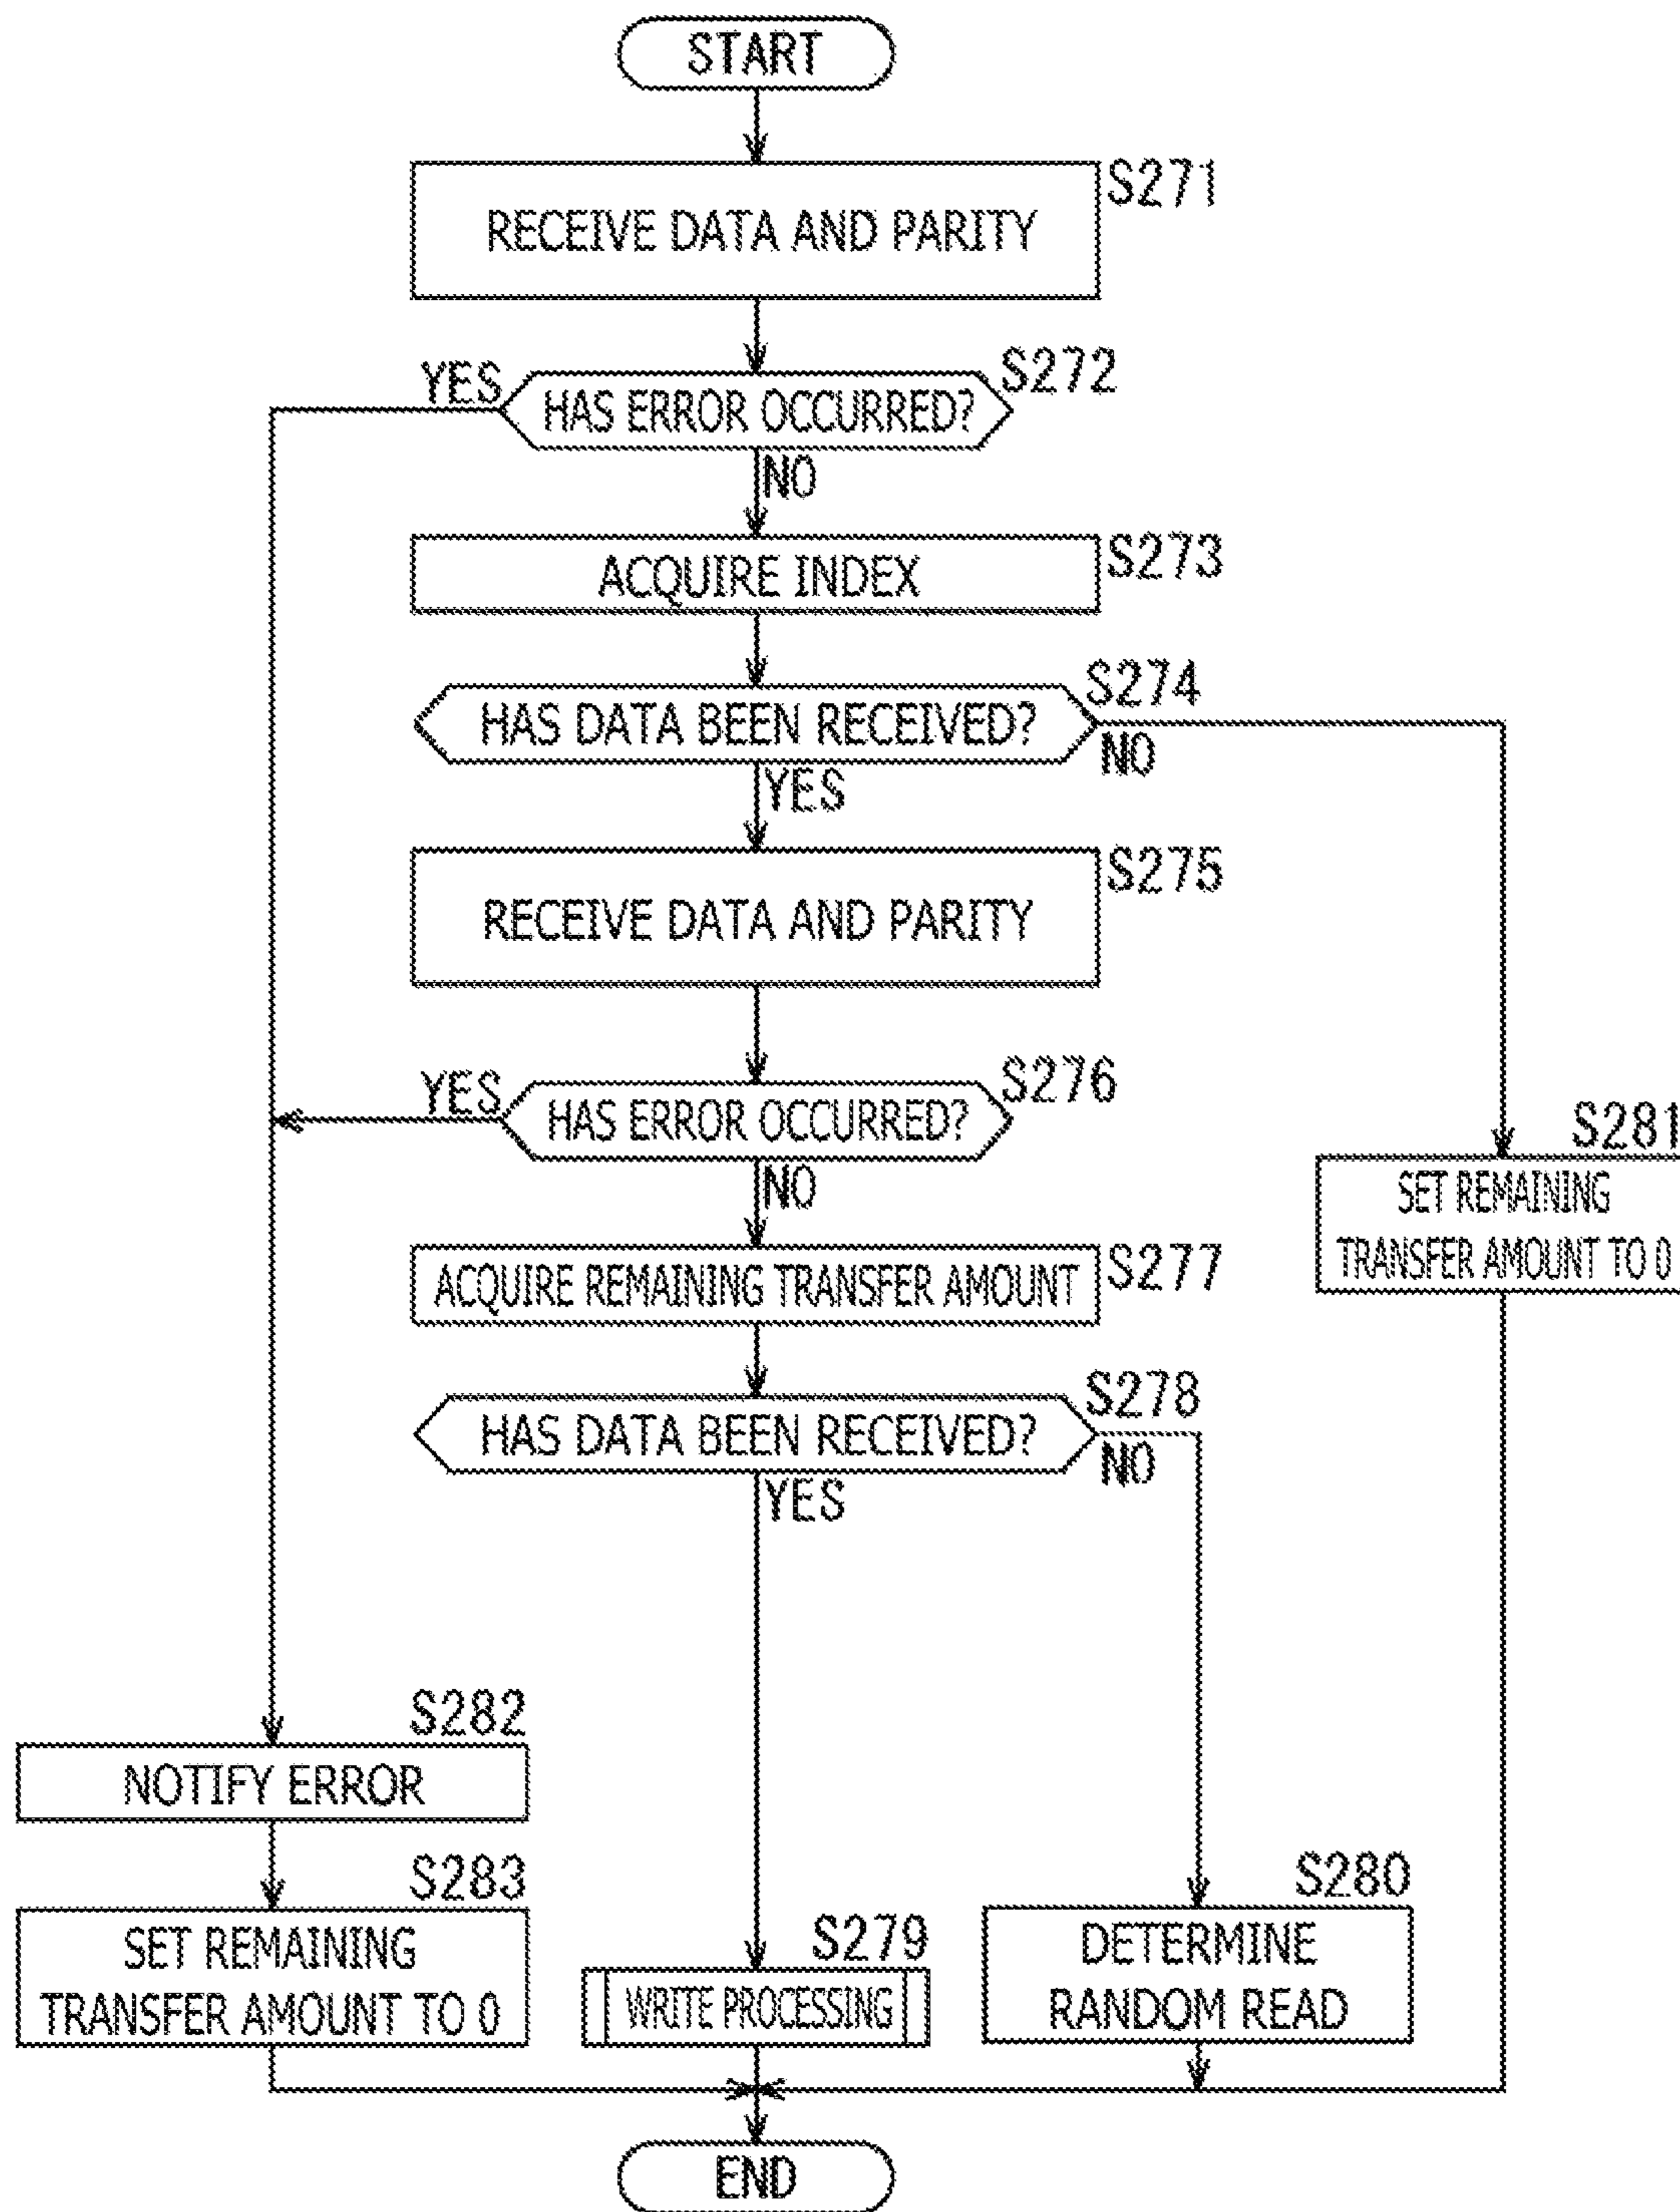 START
S271
RECEIVE DATA AND PARITY
S272
YES
HAS ERROR OCCURRED?
NO
S273
ACQUIRE INDEX
S274
HAS DATA BEEN RECEIVED?
NO
YES
S275
RECEIVE DATA AND PARITY
S276
YES
HAS ERROR OCCURRED?
NO
S281
SET REMAINING
TRANSFER AMOUNT TO 0
S277
ACQUIRE REMAINING TRANSFER AMOUNT
S278
HAS DATA BEEN RECEIVED?
NO
YES
S282
NOTIFY ERROR
S283
SET REMAINING
TRANSFER AMOUNT TO 0
S279
WRITE PROCESSING
S280
DETERMINE
RANDOM READ
END